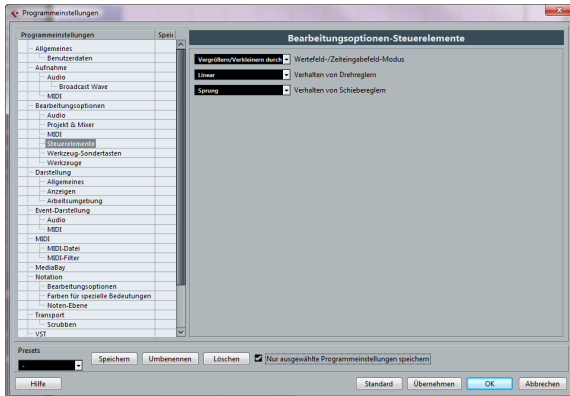 Programmeinstellungen
Programmeinstellungen
Speic
Allgemeines
Benutzerdaten
Aufnahme
Audio
Broadcast Wave
MIDI
Bearbeitungsoptionen
Audio
Projekt & Mixer
MIDI
Steuerelemente
Werkzeug-Sondertasten
Werkzeuge
Darstellung
Allgemeines
Anzeigen
Arbeitsumgebung
Event-Darstellung
Audio
MIDI
MIDI
MIDI-Datei
MIDI-Filter
MediaBay
Notation
Bearbeitungsoptionen
Farben für spezielle Bedeutungen
Noten-Ebene
Transport
Scrubben
VST
Bearbeitungsoptionen-Steuerelemente
Vergrößern/Verkleinern durch Wertefeld-/Zeiteingabefeld-Modus
Linear Verhalten von Drehreglern
Sprung Verhalten von Schiebereglern
Presets
-
Speichern Umbenennen Löschen Nur ausgewählte Programmeinstellungen speichern
Hilfe Standard Übernehmen OK Abbrechen